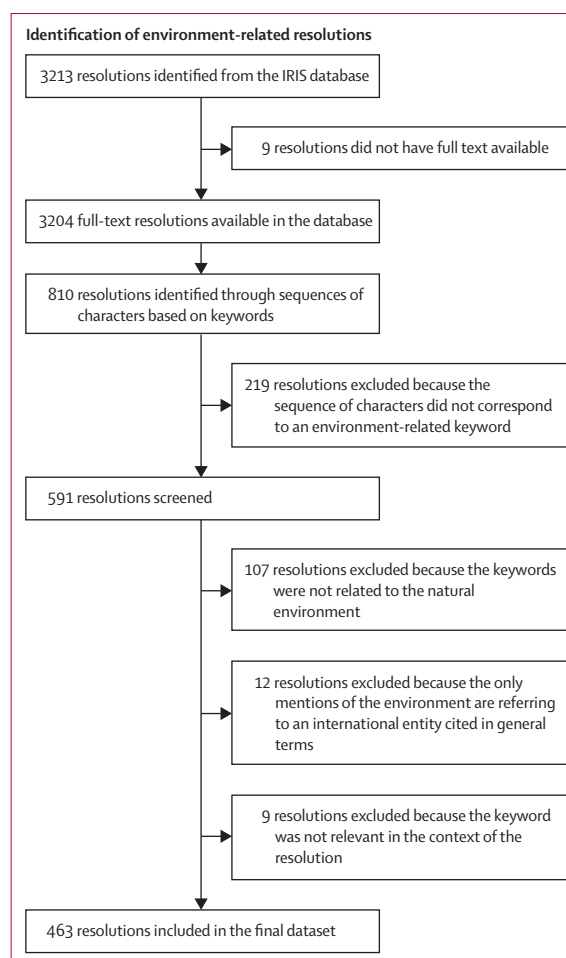 Identification of environment-related resolutions
3213 resolutions identified from the IRIS database
9 resolutions did not have full text available
3204 full-text resolutions available in the database
810 resolutions identified through sequences of
characters based on keywords
219 resolutions excluded because the
sequence of characters did not correspond
to an environment-related keyword
591 resolutions screened
107 resolutions excluded because the keywords
were not related to the natural
environment
12 resolutions excluded because the only
mentions of the environment are referring
to an international entity cited in general
terms
9 resolutions excluded because the keyword
was not relevant in the context of the
resolution
463 resolutions included in the final dataset